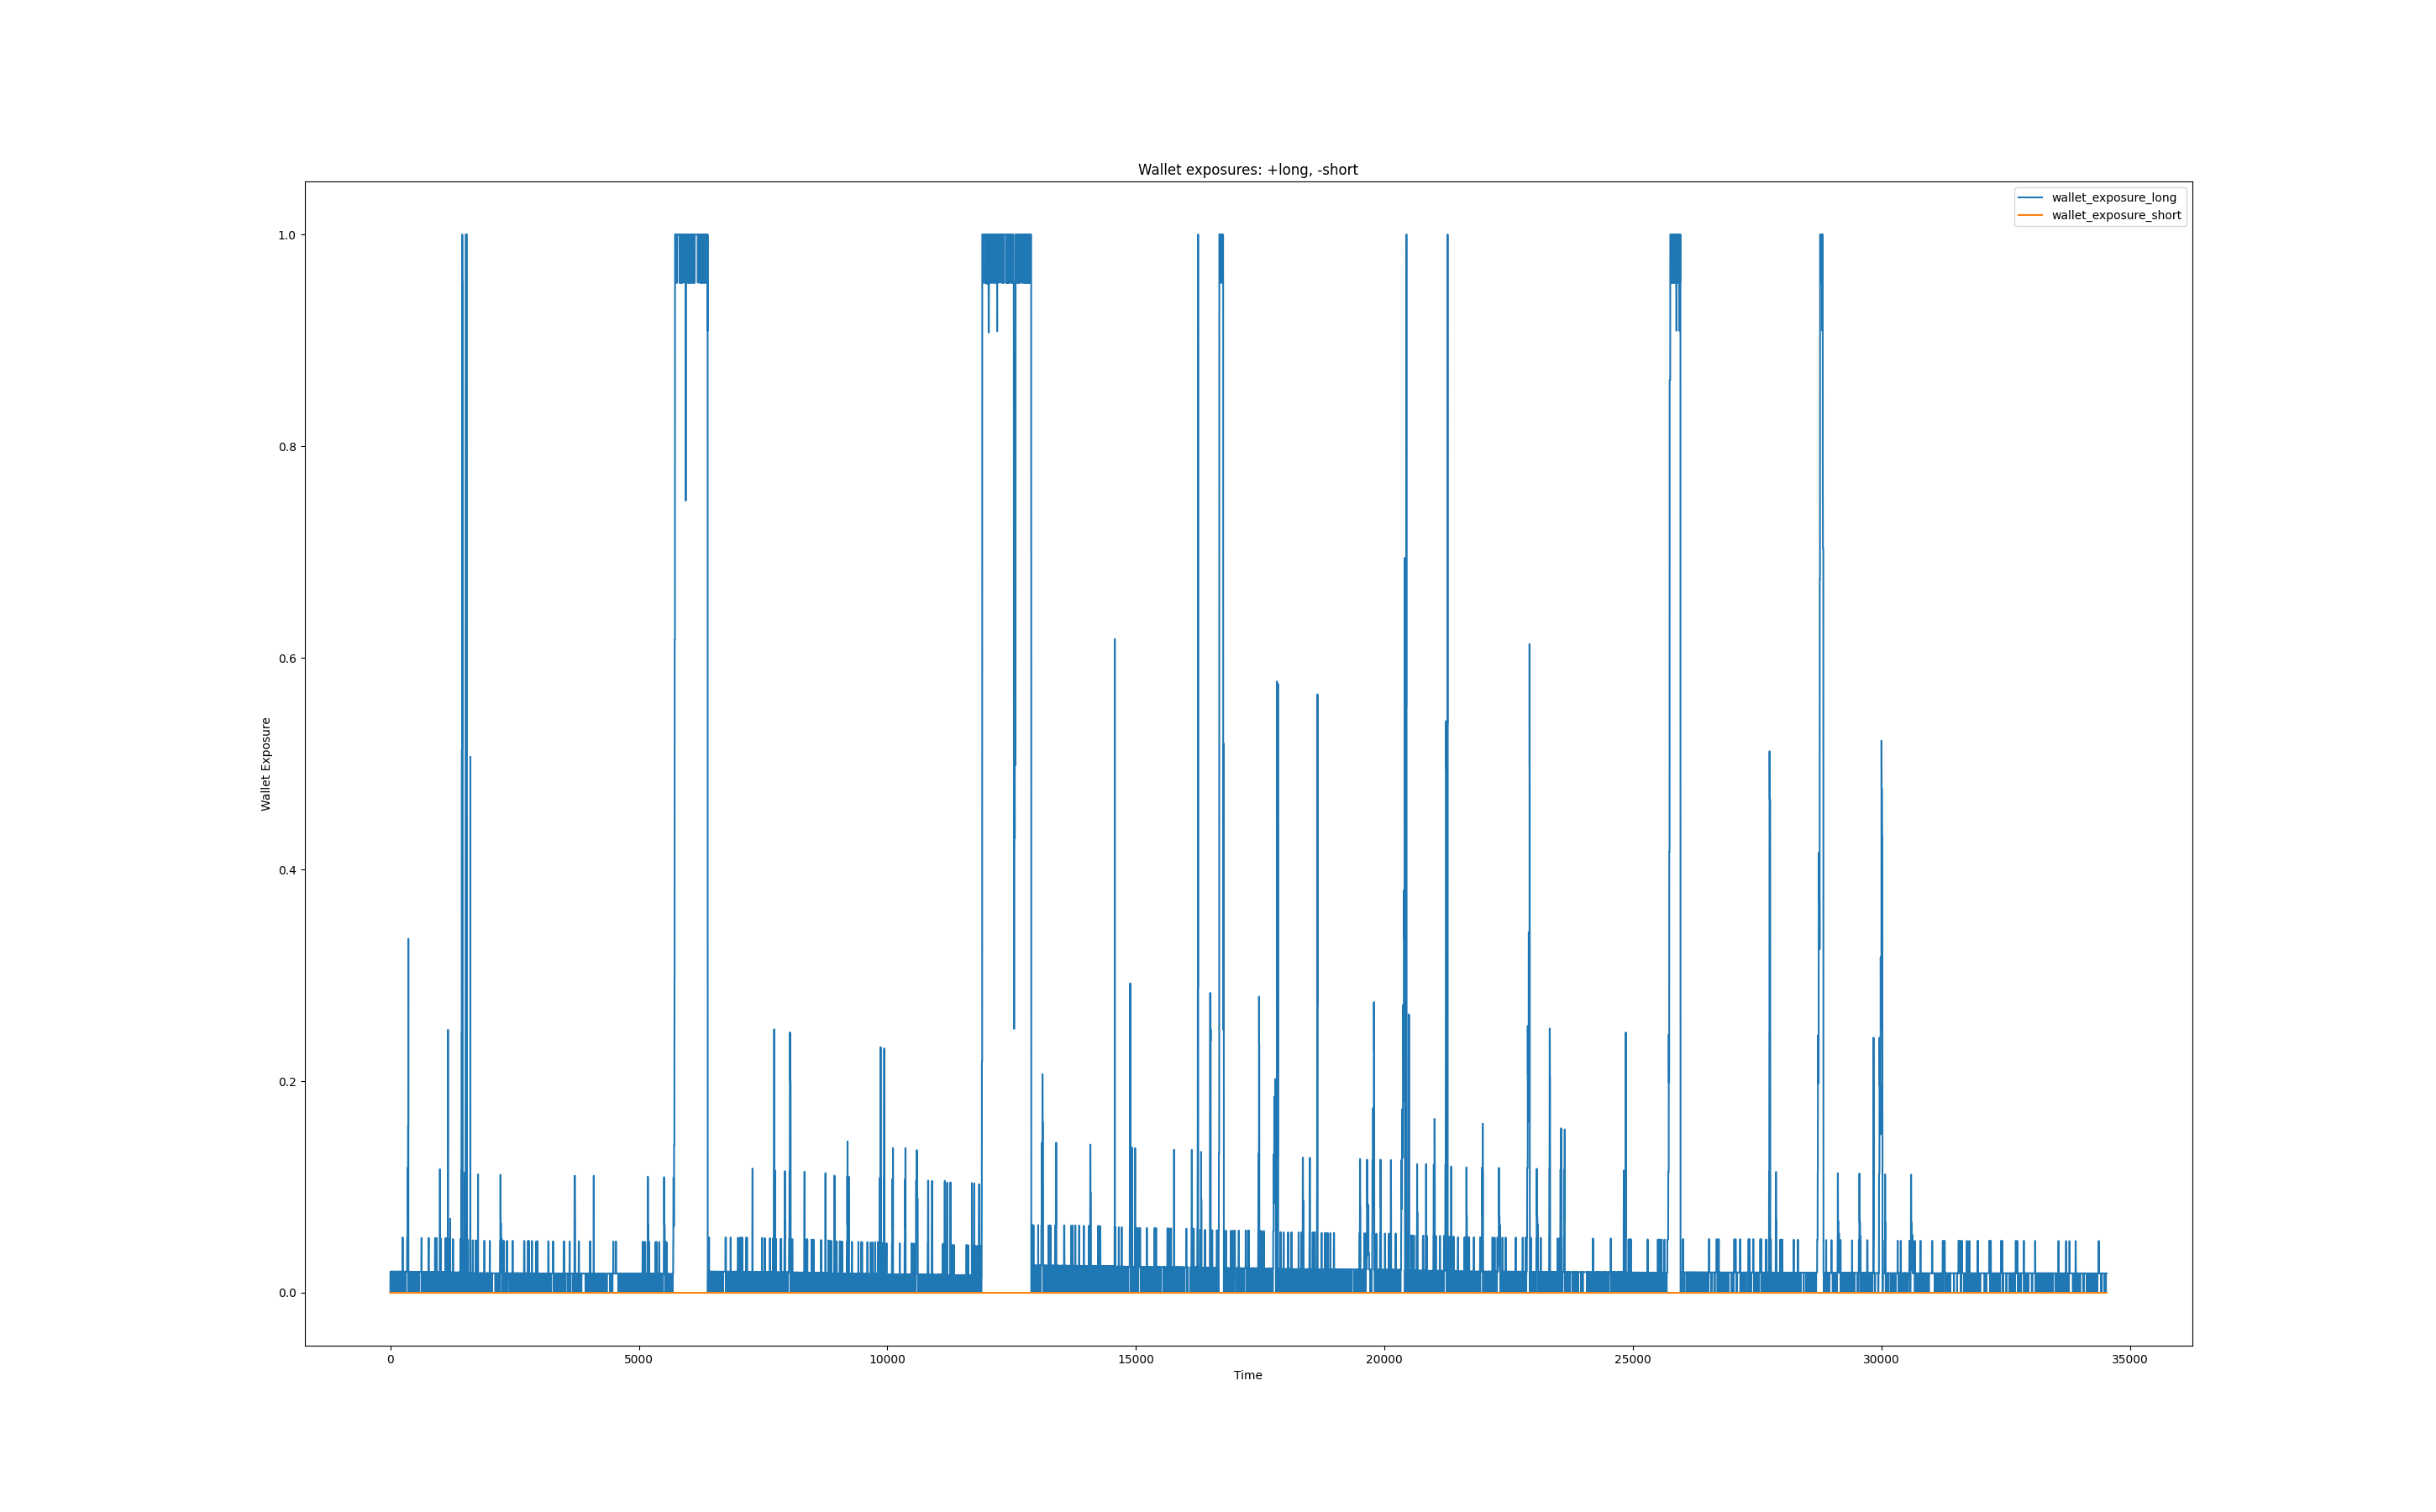 Wallet exposures: +long, -short
wallet_exposure_long
wallet_exposure_short
1.0
0.8
0.6
0.4
0.2
0.0
Wallet Exposure
0 5000 10000 15000 20000 25000 30000 35000
Time